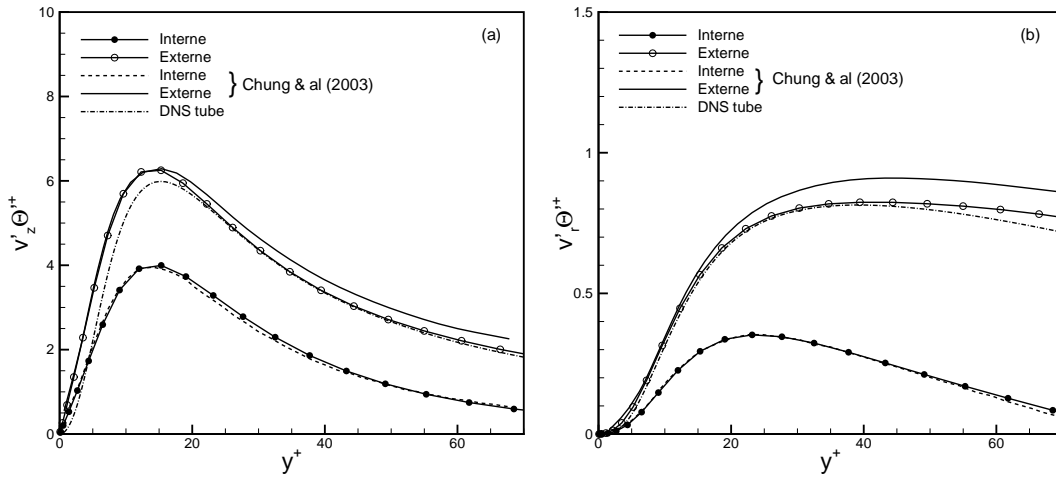 (a)
Interne
Externe
Interne
Externe
} Chung & al (2003)
DNS tube
10
8
6
4
2
0
v'zΘ'+
0 20 40 60
y+
(b)
Interne
Externe
Interne
Externe
} Chung & al (2003)
DNS tube
1.5
1
0.5
0
v'rΘ'+
0 20 40 60
y+